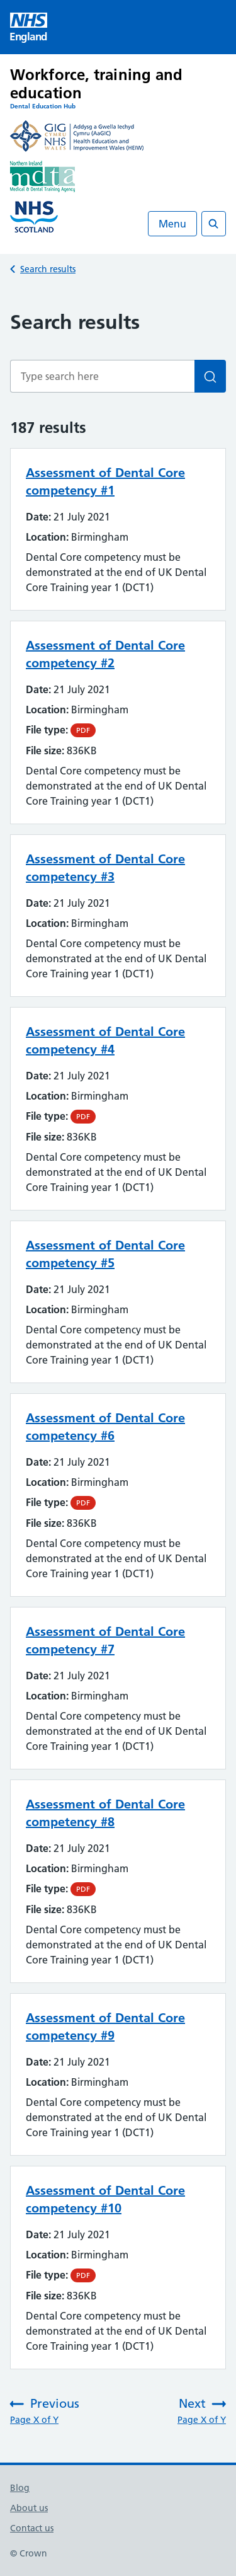 NHS
England
Workforce, training and
education
Dental Education Hub
GIG
CYMRU
NHS
WALES
Addysg a Gwella Iechyd
Cymru (AaGIC)
Health Education and
Improvement Wales (HEIW)
Northern Ireland
mdta
Medical & Dental Training Agency
NHS
SCOTLAND
Menu
Search results
Search results
Type search here
187 results
Assessment of Dental Core
competency #1
Date: 21 July 2021
Location: Birmingham
Dental Core competency must be
demonstrated at the end of UK Dental
Core Training year 1 (DCT1)
Assessment of Dental Core
competency #2
Date: 21 July 2021
Location: Birmingham
File type: PDF
File size: 836KB
Dental Core competency must be
demonstrated at the end of UK Dental
Core Training year 1 (DCT1)
Assessment of Dental Core
competency #3
Date: 21 July 2021
Location: Birmingham
Dental Core competency must be
demonstrated at the end of UK Dental
Core Training year 1 (DCT1)
Assessment of Dental Core
competency #4
Date: 21 July 2021
Location: Birmingham
File type: PDF
File size: 836KB
Dental Core competency must be
demonstrated at the end of UK Dental
Core Training year 1 (DCT1)
Assessment of Dental Core
competency #5
Date: 21 July 2021
Location: Birmingham
Dental Core competency must be
demonstrated at the end of UK Dental
Core Training year 1 (DCT1)
Assessment of Dental Core
competency #6
Date: 21 July 2021
Location: Birmingham
File type: PDF
File size: 836KB
Dental Core competency must be
demonstrated at the end of UK Dental
Core Training year 1 (DCT1)
Assessment of Dental Core
competency #7
Date: 21 July 2021
Location: Birmingham
Dental Core competency must be
demonstrated at the end of UK Dental
Core Training year 1 (DCT1)
Assessment of Dental Core
competency #8
Date: 21 July 2021
Location: Birmingham
File type: PDF
File size: 836KB
Dental Core competency must be
demonstrated at the end of UK Dental
Core Training year 1 (DCT1)
Assessment of Dental Core
competency #9
Date: 21 July 2021
Location: Birmingham
Dental Core competency must be
demonstrated at the end of UK Dental
Core Training year 1 (DCT1)
Assessment of Dental Core
competency #10
Date: 21 July 2021
Location: Birmingham
File type: PDF
File size: 836KB
Dental Core competency must be
demonstrated at the end of UK Dental
Core Training year 1 (DCT1)
Previous
Page X of Y
Next
Page X of Y
Blog
About us
Contact us
© Crown